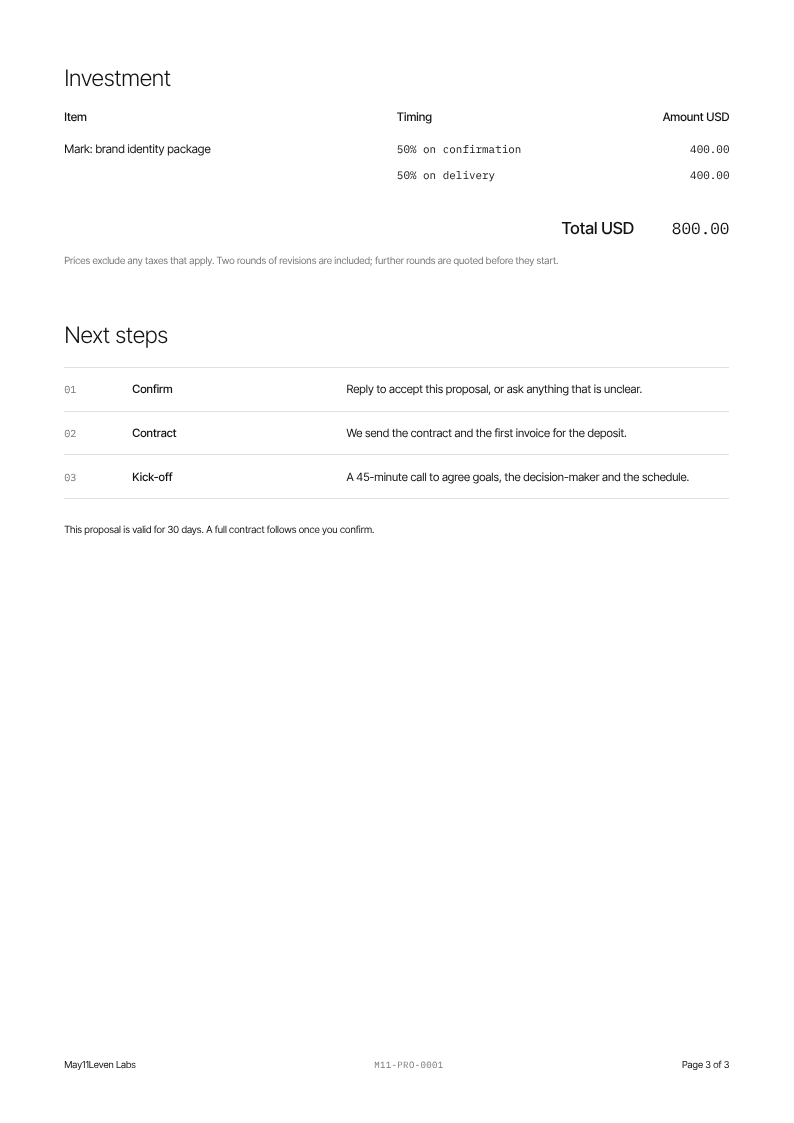 Investment
Item Timing Amount USD
Mark: brand identity package 50% on confirmation 400.00
50% on delivery 400.00
Total USD 800.00
Prices exclude any taxes that apply. Two rounds of revisions are included; further rounds are quoted before they start.
Next steps
01 Confirm Reply to accept this proposal, or ask anything that is unclear.
02 Contract We send the contract and the first invoice for the deposit.
03 Kick-off A 45-minute call to agree goals, the decision-maker and the schedule.
This proposal is valid for 30 days. A full contract follows once you confirm.
May11Leven Labs M11-PRO-0001 Page 3 of 3